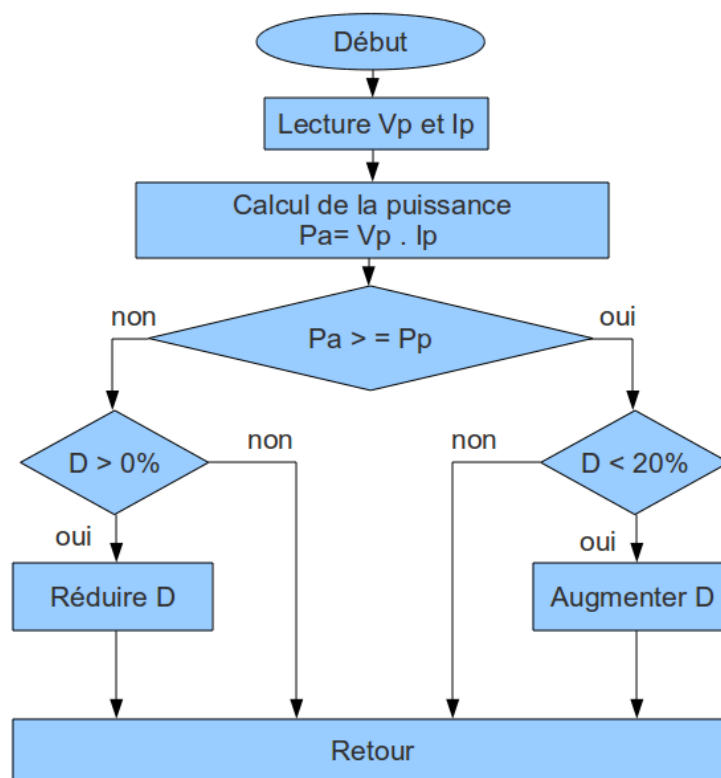 Début
Lecture Vp et Ip
Calcul de la puissance
Pa= Vp . Ip
non
oui
Pa > = Pp
D > 0%
non
non
D < 20%
oui
oui
Réduire D
Augmenter D
Retour